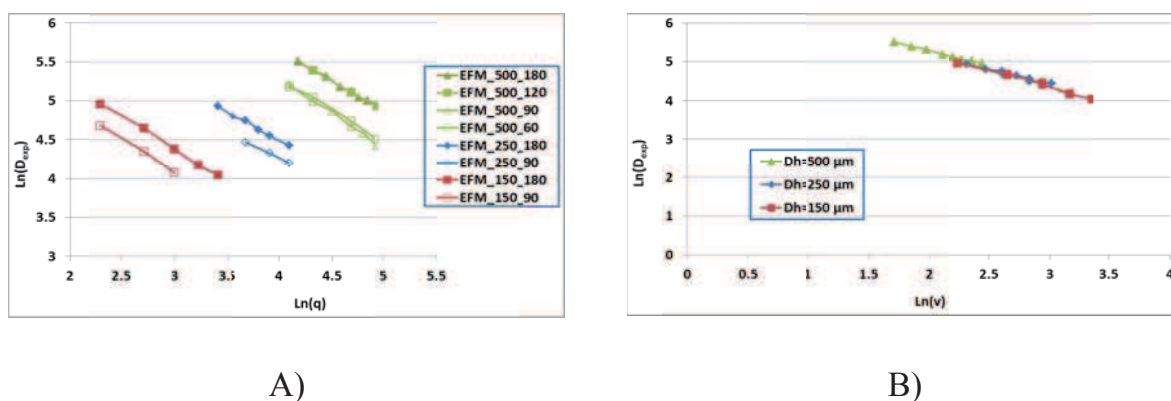 Ln(D_exp)
6
5.5
5
4.5
4
3.5
3
2
2.5
3
3.5
4
4.5
5
5.5
Ln(q)
EFM_500_180
EFM_500_120
EFM_500_90
EFM_500_60
EFM_250_180
EFM_250_90
EFM_150_180
EFM_150_90
A)
Ln(D_exp)
6
5
4
3
2
1
0
0
0.5
1
1.5
2
2.5
3
3.5
4
Ln(v)
Dh=500 µm
Dh=250 µm
Dh=150 µm
B)